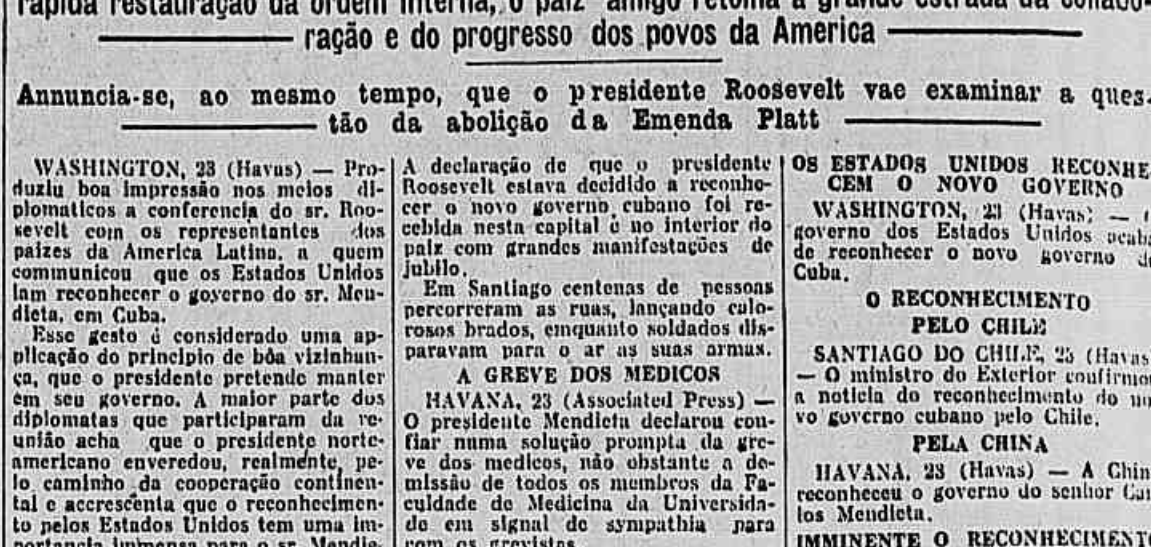 rapida restauração da ordem interna, o paiz amigo retoma a grande estrada da collabo-
ração e do progresso dos povos da America
Annuncia-se, ao mesmo tempo, que o presidente Roosevelt vae examinar a ques-
tão da abolição da Emenda Platt
WASHINGTON, 23 (Havas) — Pro-
duziu boa impressão nos meios di-
plomaticos a conferencia do sr. Roo-
sevelt com os representantes dos
paizes da America Latina, a quem
communicou que os Estados Unidos
iam reconhecer o governo do sr. Men-
dieta, em Cuba.
Esse gesto é considerado uma ap-
plicação do principio de bôa vizinhan-
ça, que o presidente pretende manter
em seu governo. A maior parte dos
diplomatas que participaram da re-
união acha que o presidente norte-
americano enveredou, realmente, pe-
lo caminho da cooperação continen-
tal e accrescenta que o reconhecimen-
to pelos Estados Unidos tem uma im-
portancia immensa para o sr. Mendie-
A declaração de que o presidente
Roosevelt estava decidido a reconhe-
cer o novo governo cubano foi re-
cebida nesta capital e no interior do
paiz com grandes manifestações de
jubilo.
Em Santiago centenas de pessoas
percorreram as ruas, lançando calo-
rosos brados, emquanto soldados dis-
paravam para o ar as suas armas.
A GREVE DOS MEDICOS
HAVANA, 23 (Associated Press) —
O presidente Mendieta declarou con-
fiar numa solução prompta da gre-
ve dos medicos, não obstante a de-
missão de todos os membros da Fa-
culdade de Medicina da Universida-
de em signal de sympathia para
com os grevistas.
OS ESTADOS UNIDOS RECONHE-
CEM O NOVO GOVERNO
WASHINGTON, 23 (Havas) — O
governo dos Estados Unidos acaba
de reconhecer o novo governo de
Cuba.
O RECONHECIMENTO
PELO CHILE
SANTIAGO DO CHILE, 23 (Havas)
— O ministro do Exterior confirmou
a noticia do reconhecimento do no-
vo governo cubano pelo Chile.
PELA CHINA
HAVANA, 23 (Havas) — A China
reconheceu o governo do senhor Car-
los Mendieta.
IMMINENTE O RECONHECIMENTO